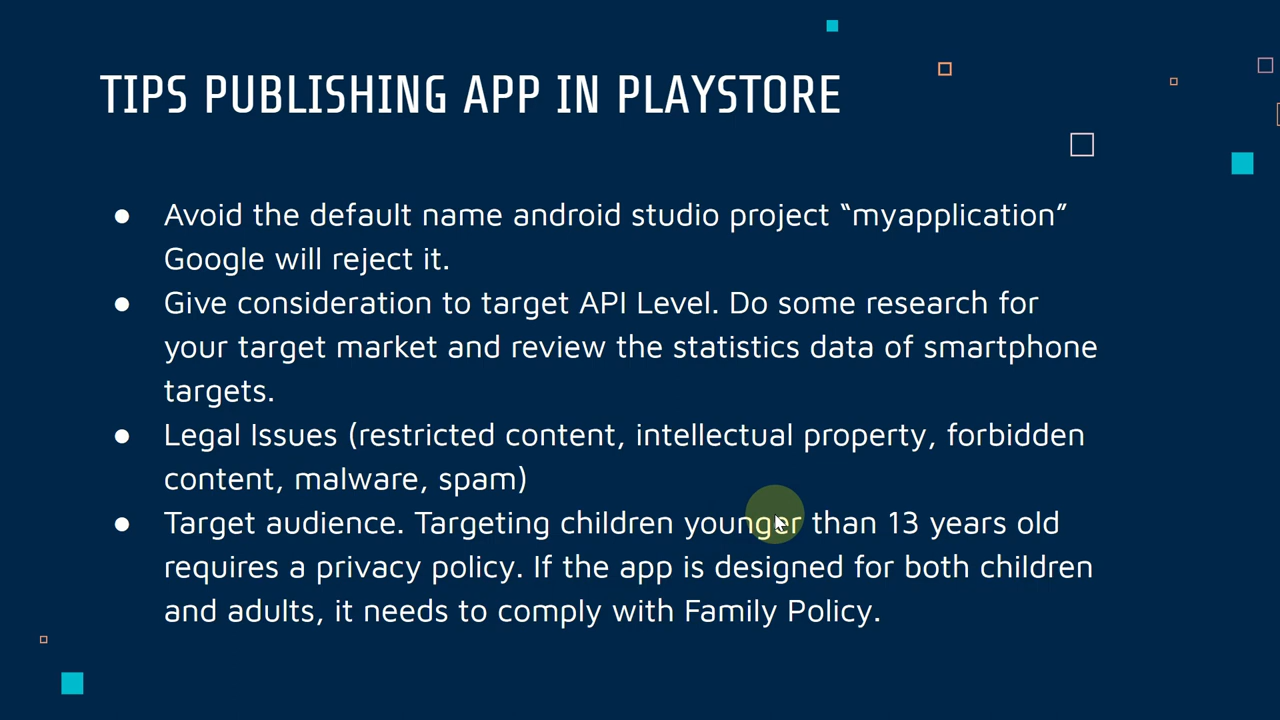 TIPS PUBLISHING APP IN PLAYSTORE
● Avoid the default name android studio project “myapplication”
Google will reject it.
● Give consideration to target API Level. Do some research for
your target market and review the statistics data of smartphone
targets.
● Legal Issues (restricted content, intellectual property, forbidden
content, malware, spam)
● Target audience. Targeting children younger than 13 years old
requires a privacy policy. If the app is designed for both children
and adults, it needs to comply with Family Policy.